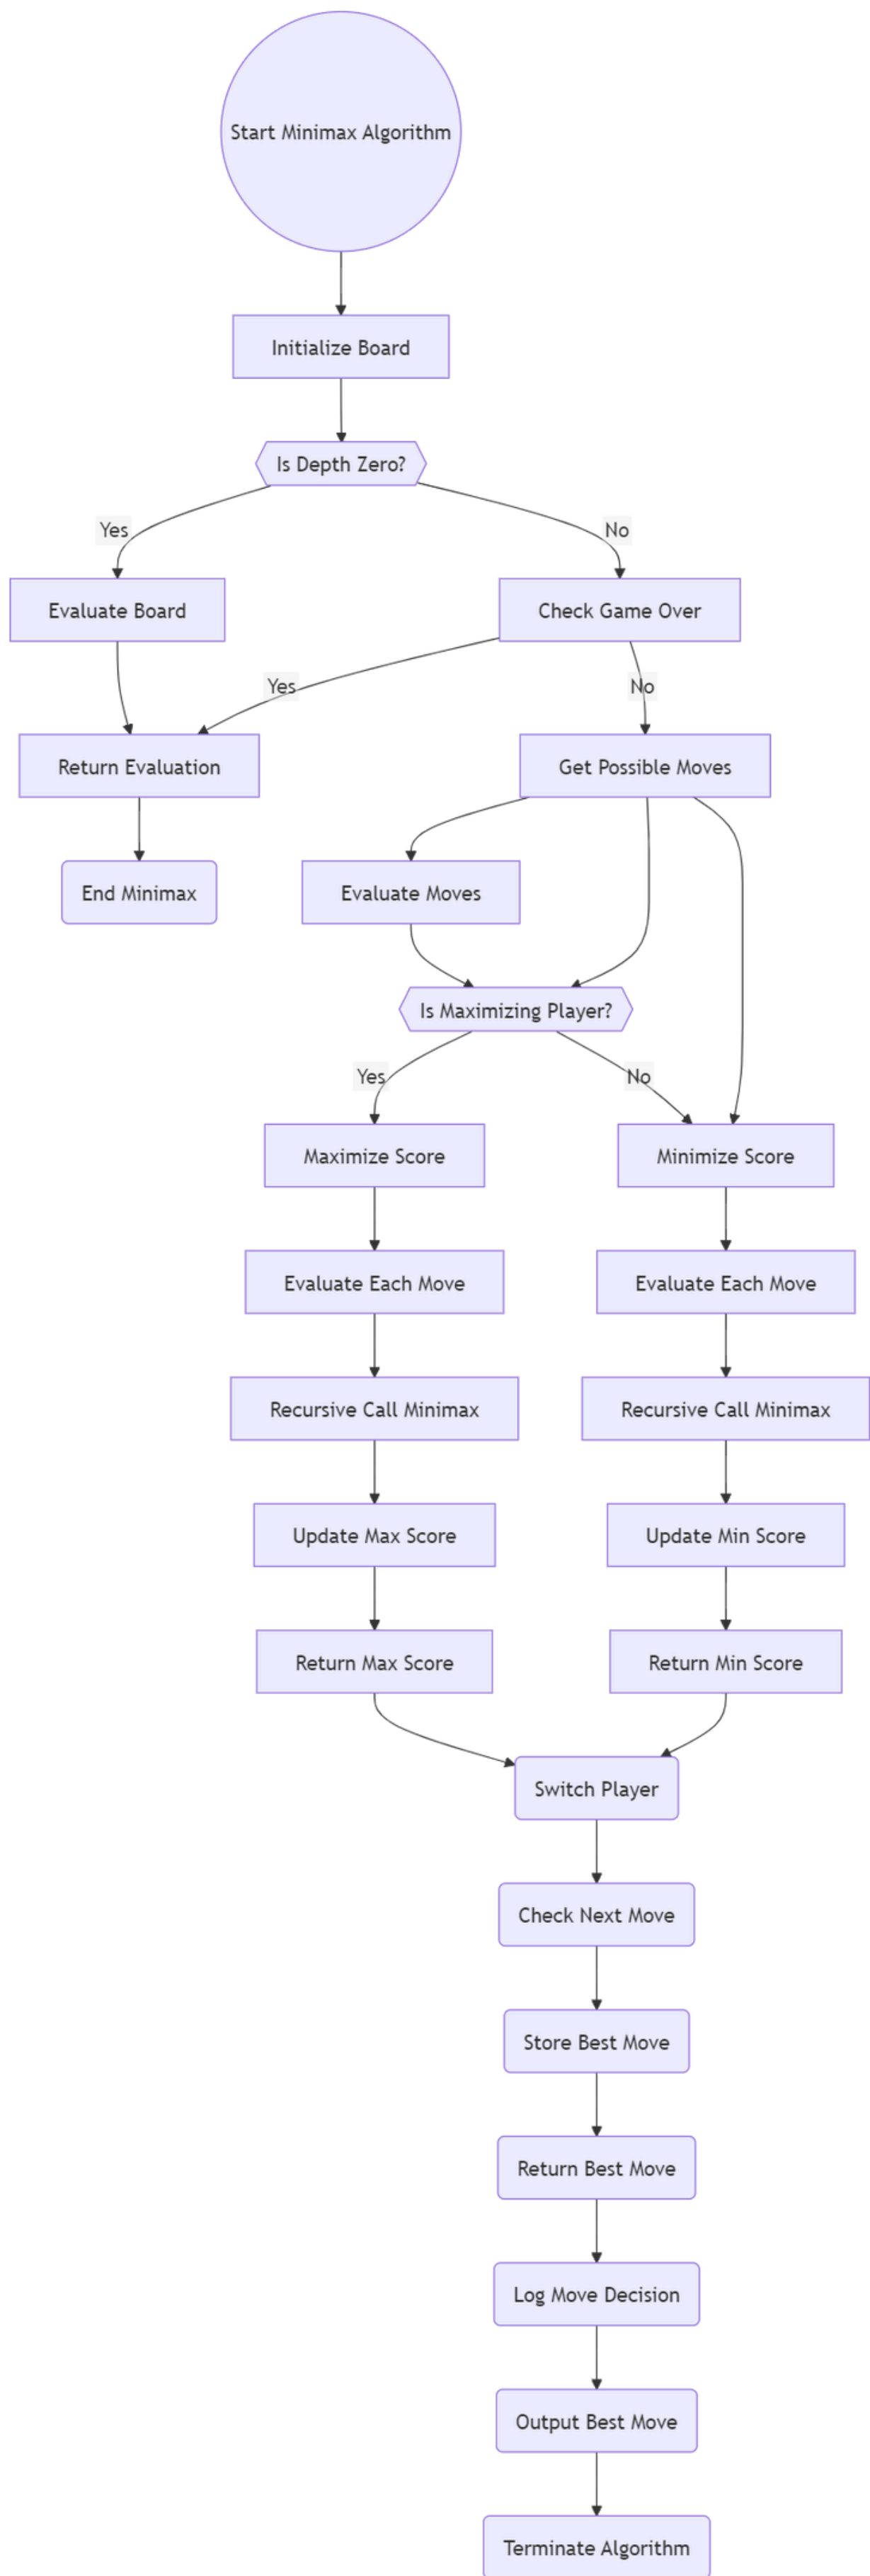 Start Minimax Algorithm
Initialize Board
Is Depth Zero?
Yes
No
Evaluate Board
Check Game Over
Yes
No
Return Evaluation
Get Possible Moves
End Minimax
Evaluate Moves
Is Maximizing Player?
Yes
No
Maximize Score
Minimize Score
Evaluate Each Move
Evaluate Each Move
Recursive Call Minimax
Recursive Call Minimax
Update Max Score
Update Min Score
Return Max Score
Return Min Score
Switch Player
Check Next Move
Store Best Move
Return Best Move
Log Move Decision
Output Best Move
Terminate Algorithm